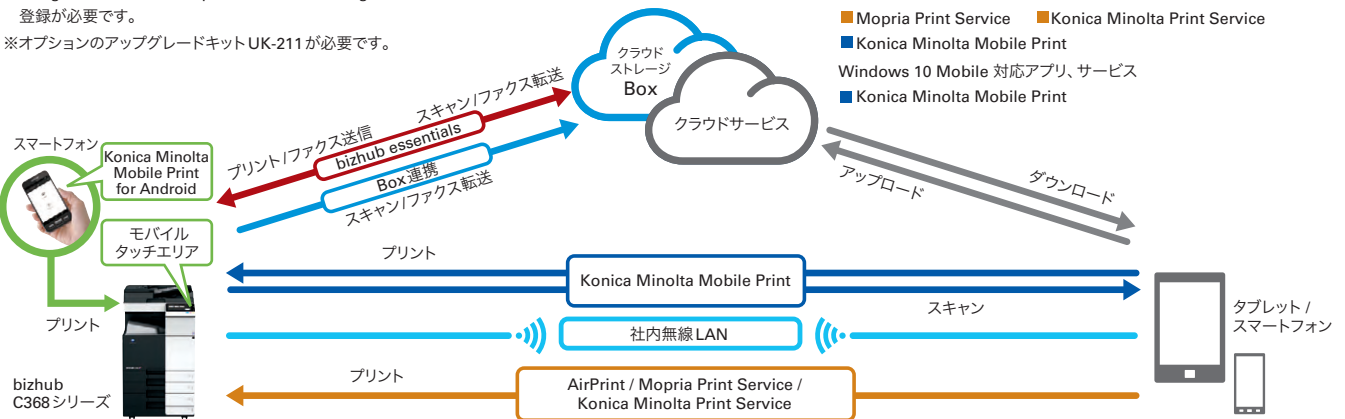 登録が必要です。
※オプションのアップグレードキットUK-211が必要です。
■Mopria Print Service ■Konica Minolta Print Service
■Konica Minolta Mobile Print
Windows 10 Mobile 対応アプリ、サービス
■Konica Minolta Mobile Print
クラウド
ストレージ
Box
クラウドサービス
スキャン/ファクス転送
プリント/ファクス送信
bizhub essentials
Box連携
スキャン/ファクス転送
スマートフォン
Konica Minolta
Mobile Print
for Android
モバイル
タッチエリア
プリント
bizhub
C368シリーズ
ダウンロード
アップロード
プリント
Konica Minolta Mobile Print
スキャン
社内無線LAN
プリント
AirPrint / Mopria Print Service /
Konica Minolta Print Service
タブレット /
スマートフォン